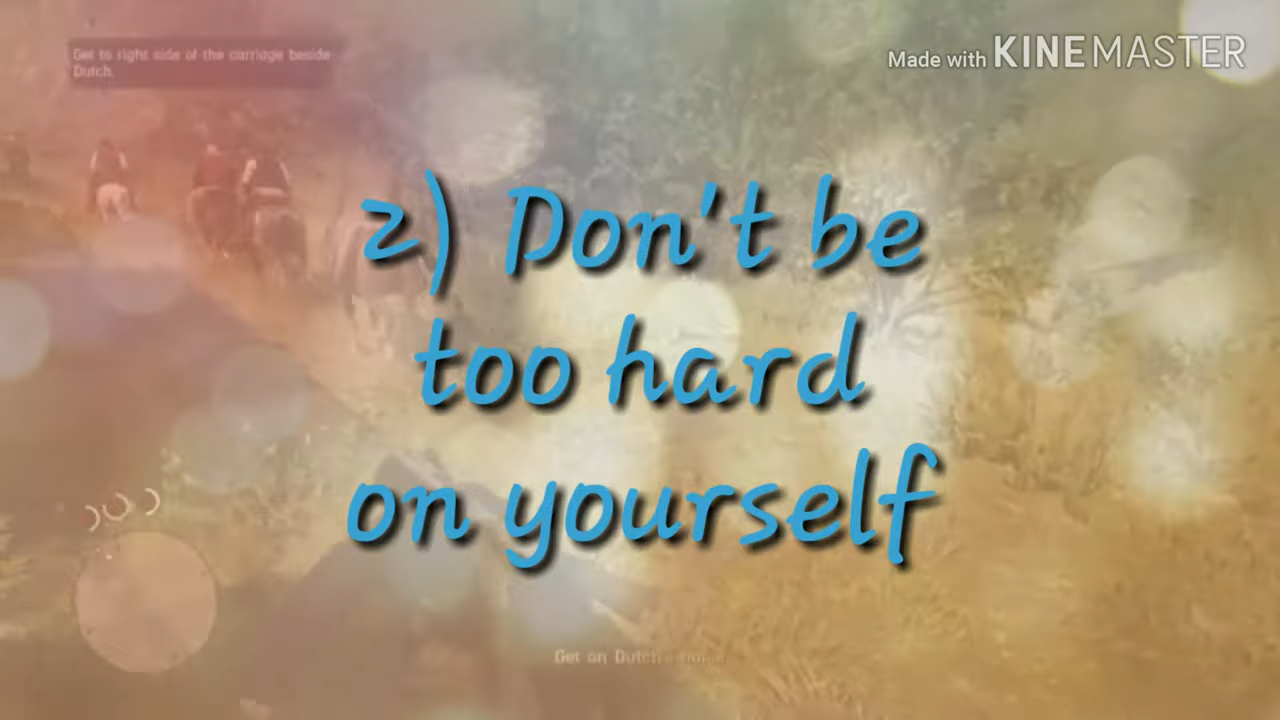 Get to right side of the carriage beside
Dutch.
Made with KINEMASTER
2) Don't be
too hard
on yourself
Get on Dutch's